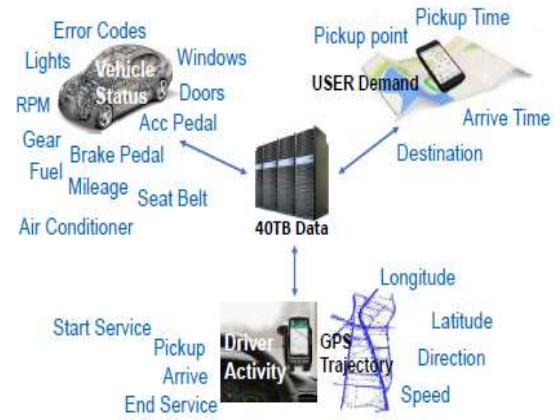 Error Codes
Lights
Vehicle
Status
Windows
Doors
RPM
Acc Pedal
Gear
Brake Pedal
Fuel
Mileage
Seat Belt
Air Conditioner
Pickup Time
Pickup point
USER Demand
Arrive Time
Destination
40TB Data
Start Service
Pickup
Arrive
End Service
Driver
Activity
GPS
Trajectory
Longitude
Latitude
Direction
Speed